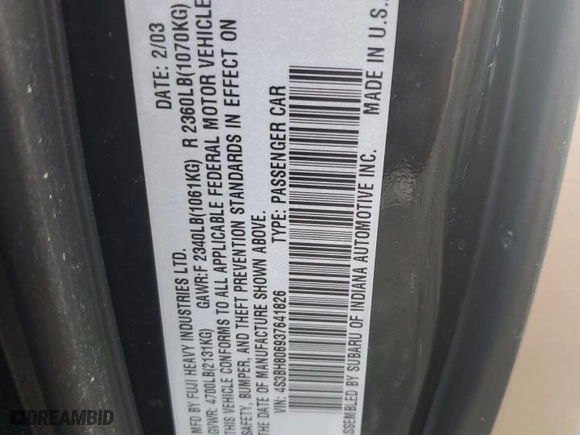 MFD BY FUJI HEAVY INDUSTRIES LTD. DATE: 2/03
GVWR: 4700LB(2131KG) GAWR:F 2340LB(1061KG) R 2360LB(1070KG)
THIS VEHICLE CONFORMS TO ALL APPLICABLE FEDERAL MOTOR VEHICLE
SAFETY, BUMPER, AND THEFT PREVENTION STANDARDS IN EFFECT ON
THE DATE OF MANUFACTURE SHOWN ABOVE.
VIN: 4S3BH806937641826 TYPE: PASSENGER CAR
ASSEMBLED BY SUBARU OF INDIANA AUTOMOTIVE INC. MADE IN U.S.
DREAMBID